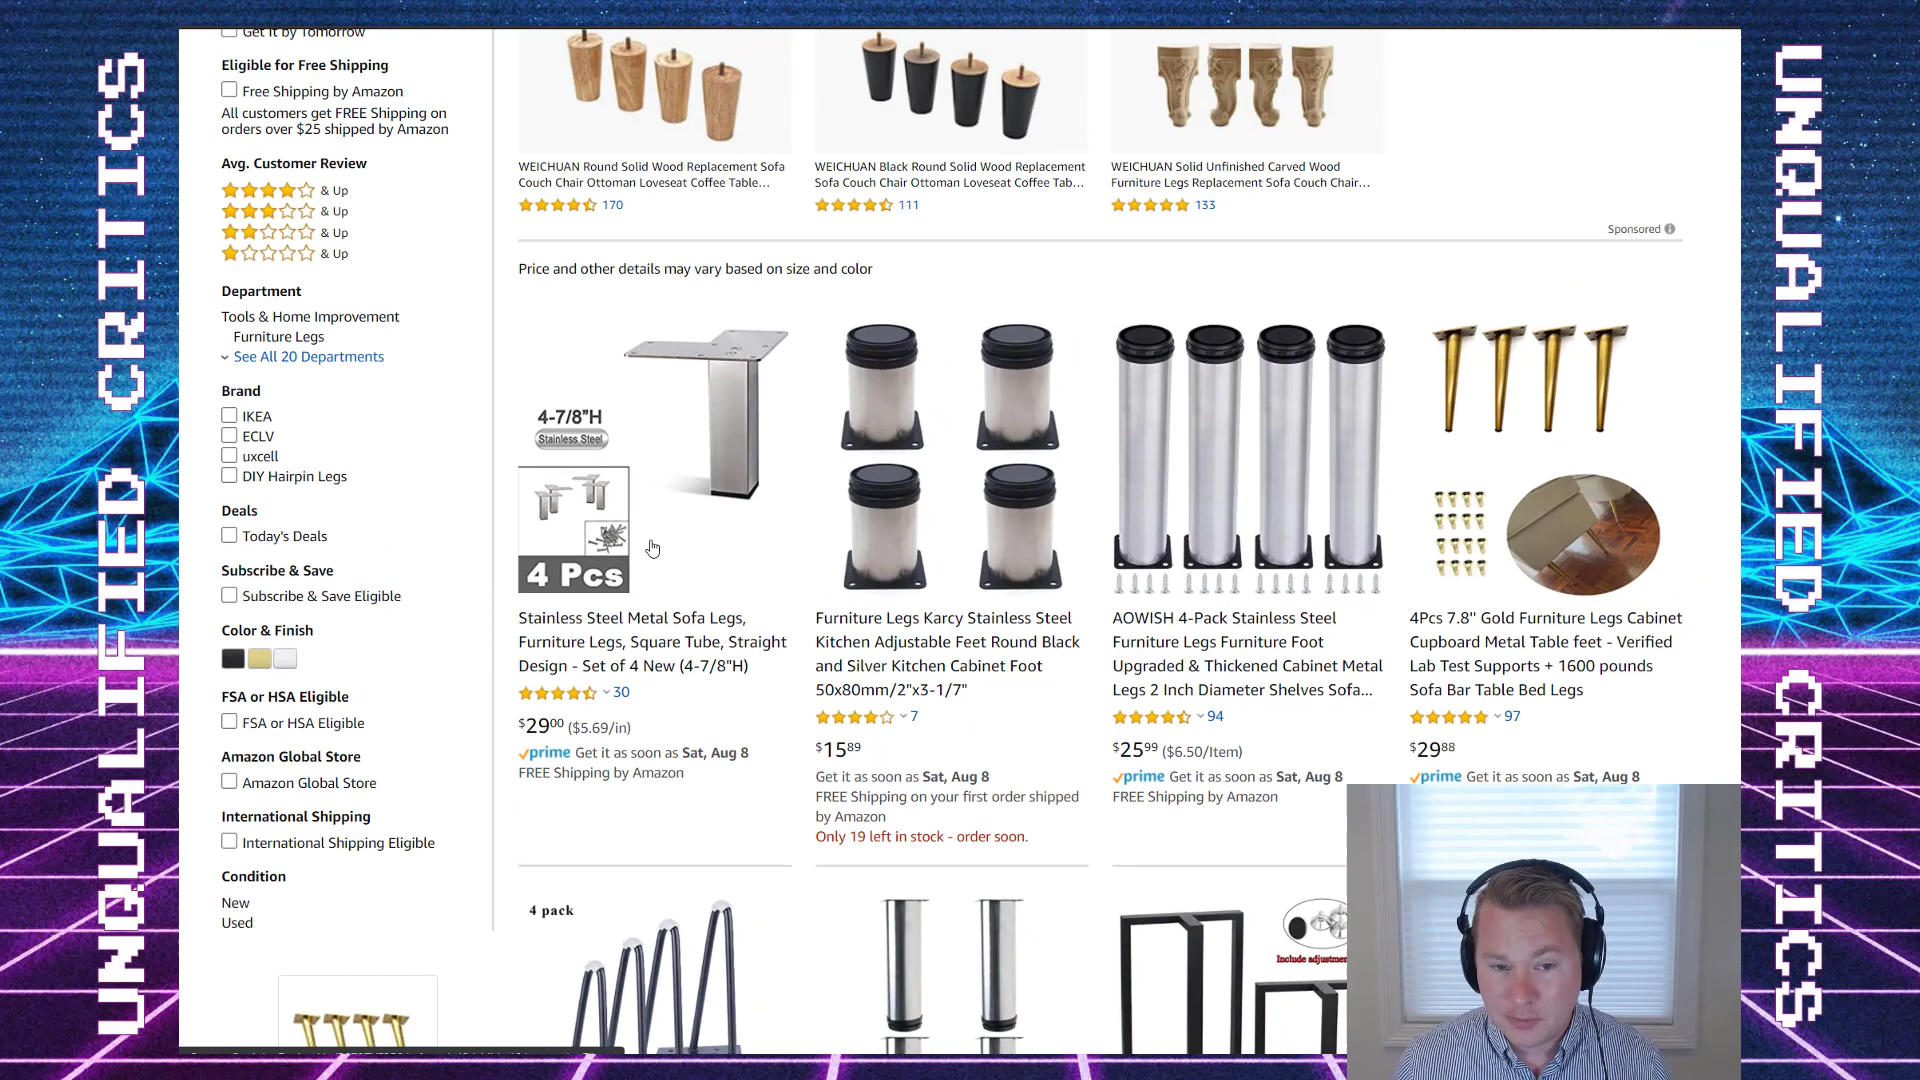 UNQUALIFIED CRITICS
Get It by Tomorrow
Eligible for Free Shipping
Free Shipping by Amazon
All customers get FREE Shipping on
orders over $25 shipped by Amazon
Avg. Customer Review
& Up
& Up
& Up
& Up
Department
Tools & Home Improvement
Furniture Legs
See All 20 Departments
Brand
IKEA
ECLV
uxcell
DIY Hairpin Legs
Deals
Today's Deals
Subscribe & Save
Subscribe & Save Eligible
Color & Finish
FSA or HSA Eligible
FSA or HSA Eligible
Amazon Global Store
Amazon Global Store
International Shipping
International Shipping Eligible
Condition
New
Used
WEICHUAN Round Solid Wood Replacement Sofa
Couch Chair Ottoman Loveseat Coffee Table...
170
WEICHUAN Black Round Solid Wood Replacement
Sofa Couch Chair Ottoman Loveseat Coffee Tab...
111
WEICHUAN Solid Unfinished Carved Wood
Furniture Legs Replacement Sofa Couch Chair...
133
Sponsored
Price and other details may vary based on size and color
4-7/8"H
Stainless Steel
4 Pcs
Stainless Steel Metal Sofa Legs,
Furniture Legs, Square Tube, Straight
Design - Set of 4 New (4-7/8"H)
30
$2900 ($5.69/in)
prime Get it as soon as Sat, Aug 8
FREE Shipping by Amazon
Furniture Legs Karcy Stainless Steel
Kitchen Adjustable Feet Round Black
and Silver Kitchen Cabinet Foot
50x80mm/2"x3-1/7"
7
$1589
Get it as soon as Sat, Aug 8
FREE Shipping on your first order shipped
by Amazon
Only 19 left in stock - order soon.
AOWISH 4-Pack Stainless Steel
Furniture Legs Furniture Foot
Upgraded & Thickened Cabinet Metal
Legs 2 Inch Diameter Shelves Sofa...
94
$2599 ($6.50/Item)
prime Get it as soon as Sat, Aug 8
FREE Shipping by Amazon
4Pcs 7.8'' Gold Furniture Legs Cabinet
Cupboard Metal Table feet - Verified
Lab Test Supports + 1600 pounds
Sofa Bar Table Bed Legs
97
$2988
prime Get it as soon as Sat, Aug 8
4 pack
Include adjustme
UNQUALIFIED CRITICS